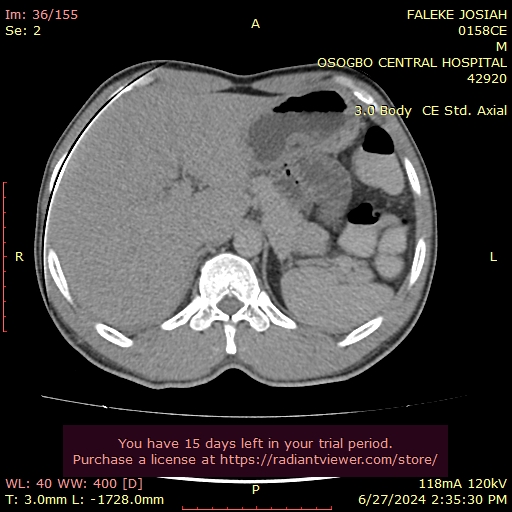 Im: 36/155
Se: 2
A
FALEKE JOSIAH
0158CE
M
OSOGBO CENTRAL HOSPITAL
42920
3.0 Body CE Std. Axial
R
L
You have 15 days left in your trial period.
Purchase a license at https://radiantviewer.com/store/
WL: 40 WW: 400 [D]
T: 3.0mm L: -1728.0mm
P
118mA 120kV
6/27/2024 2:35:30 PM